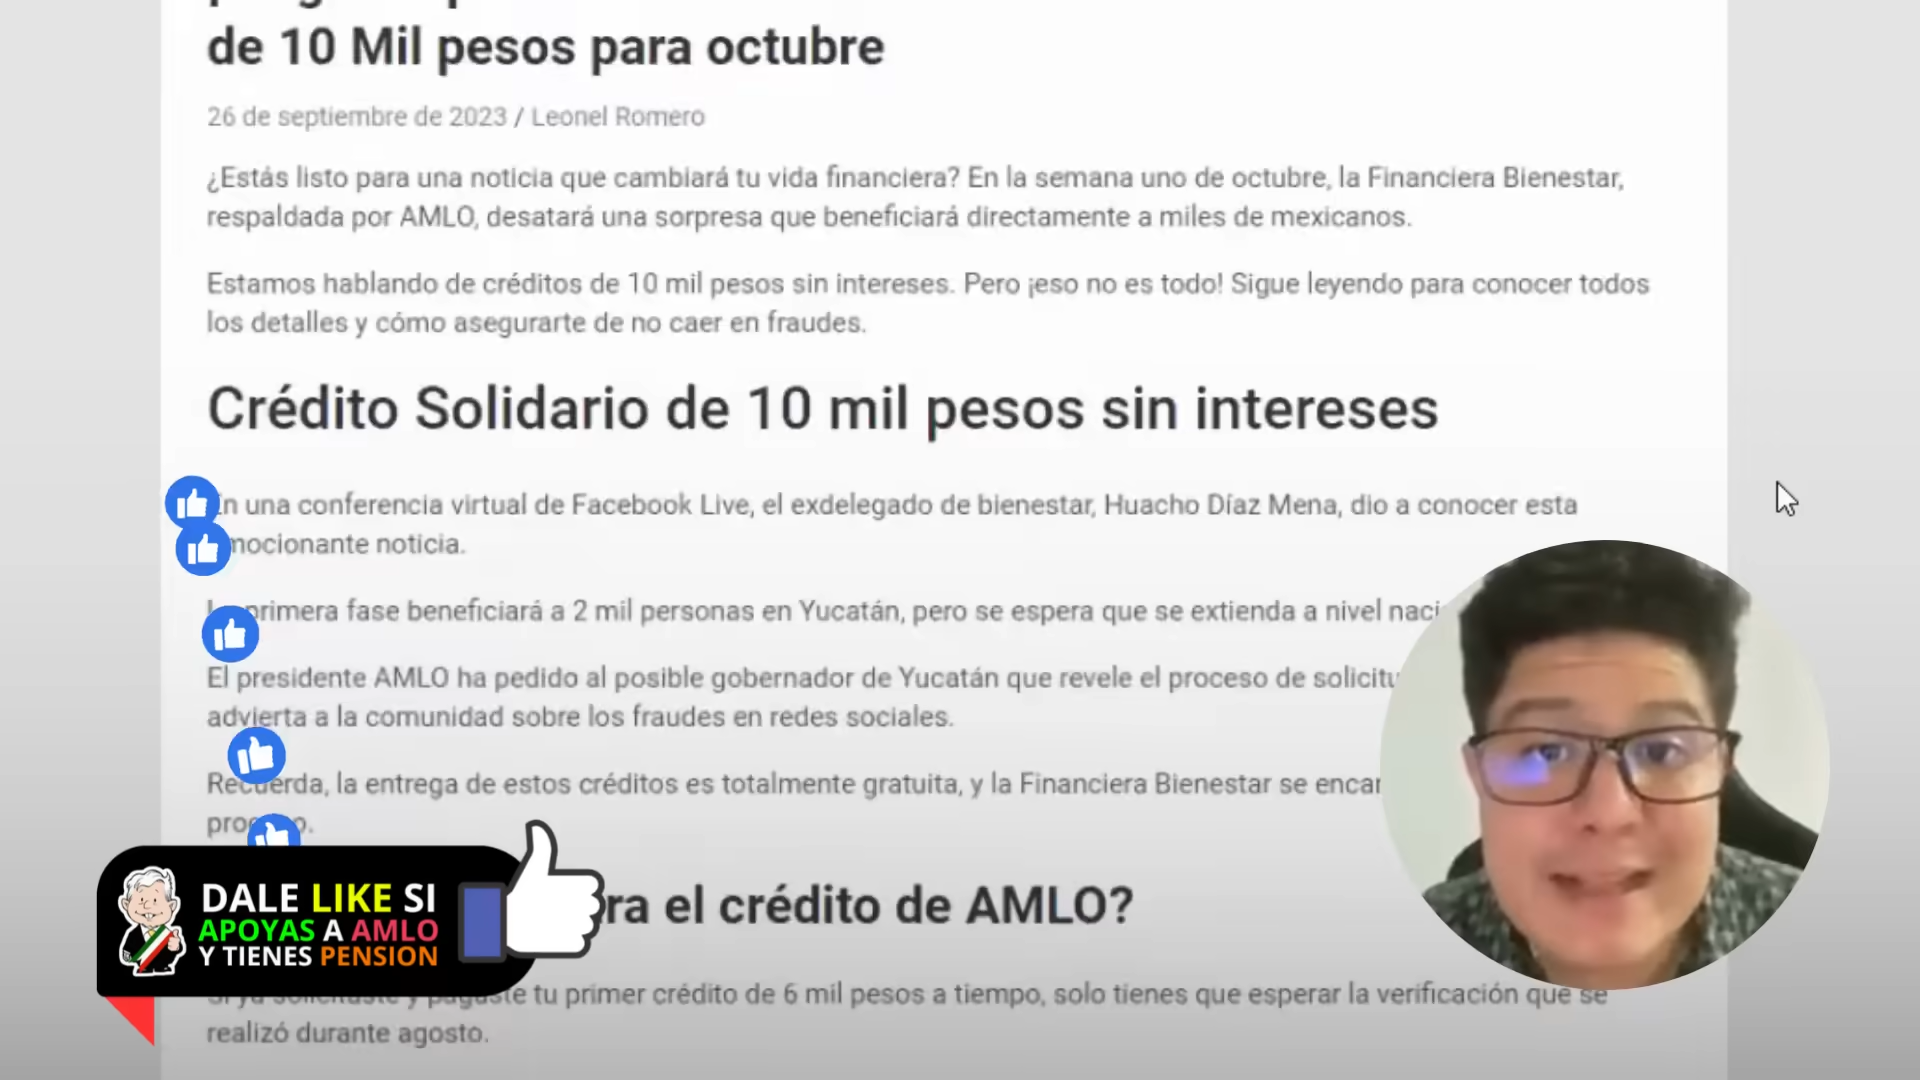 de 10 Mil pesos para octubre
26 de septiembre de 2023 / Leonel Romero
¿Estás listo para una noticia que cambiará tu vida financiera? En la semana uno de octubre, la Financiera Bienestar,
respaldada por AMLO, desatará una sorpresa que beneficiará directamente a miles de mexicanos.
Estamos hablando de créditos de 10 mil pesos sin intereses. Pero ¡eso no es todo! Sigue leyendo para conocer todos
los detalles y cómo asegurarte de no caer en fraudes.
Crédito Solidario de 10 mil pesos sin intereses
una conferencia virtual de Facebook Live, el exdelegado de bienestar, Huacho Díaz Mena, dio a conocer esta
noticia.
primera fase beneficiará a 2 mil personas en Yucatán, pero se espera que se extienda a nivel
El presidente AMLO ha pedido al posible gobernador de Yucatán que revele el proceso de
advierta a la comunidad sobre los fraudes en redes sociales.
Recuerda, la entrega de estos créditos es totalmente gratuita, y la Financiera Bienestar se
el crédito de AMLO?
tu primer crédito de 6 mil pesos a tiempo, solo tienes que esperar la verificación que se
realizó durante agosto.
DALE LIKE SI
APOYAS A AMLO
Y TIENES PENSION